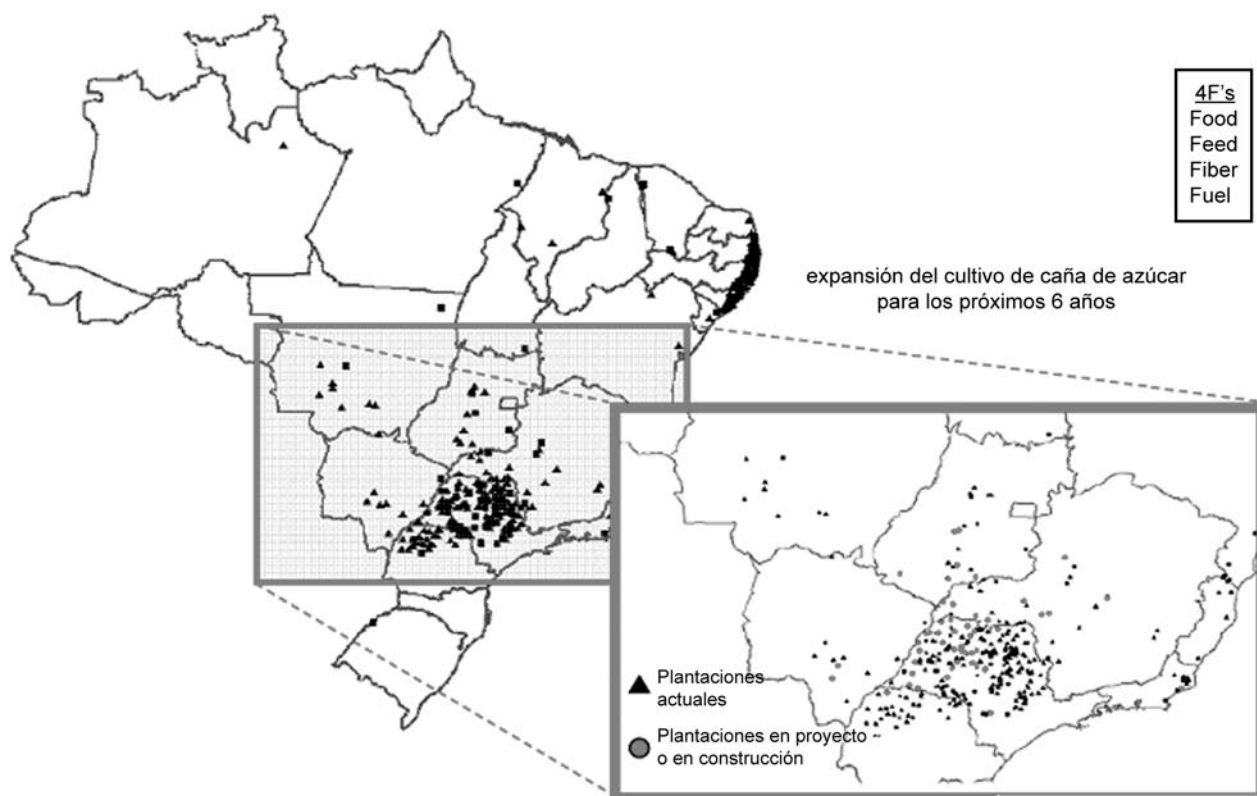 4F's
Food
Feed
Fiber
Fuel
expansión del cultivo de caña de azúcar
para los próximos 6 años
Plantaciones
actuales
Plantaciones en proyecto
o en construcción